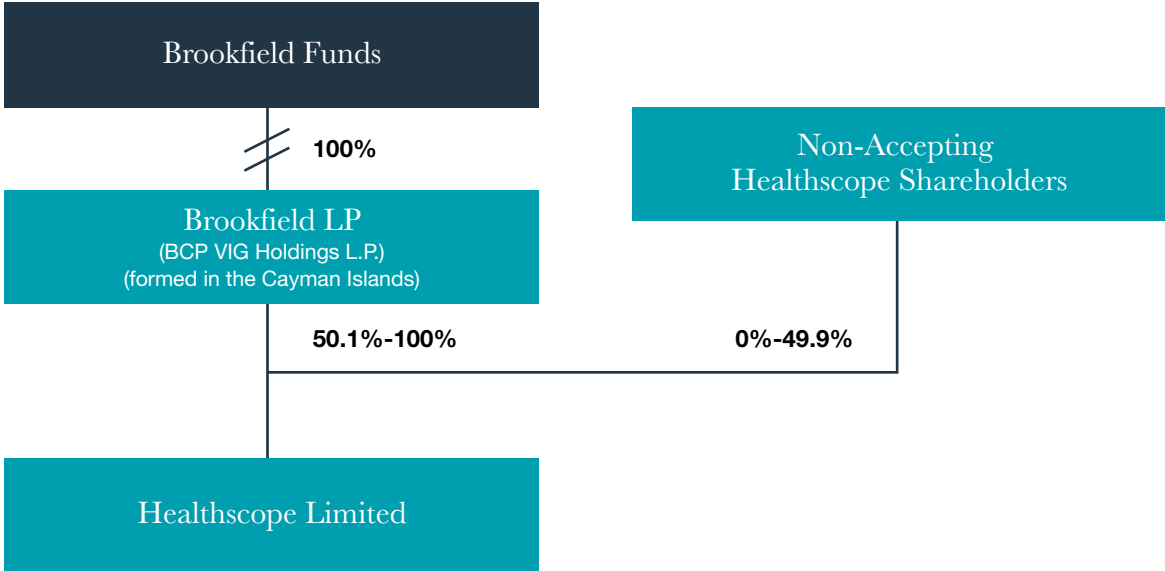 Brookfield Funds
100%
Non-Accepting
Healthscope Shareholders
Brookfield LP
(BCP VIG Holdings L.P.)
(formed in the Cayman Islands)
50.1%-100%
0%-49.9%
Healthscope Limited